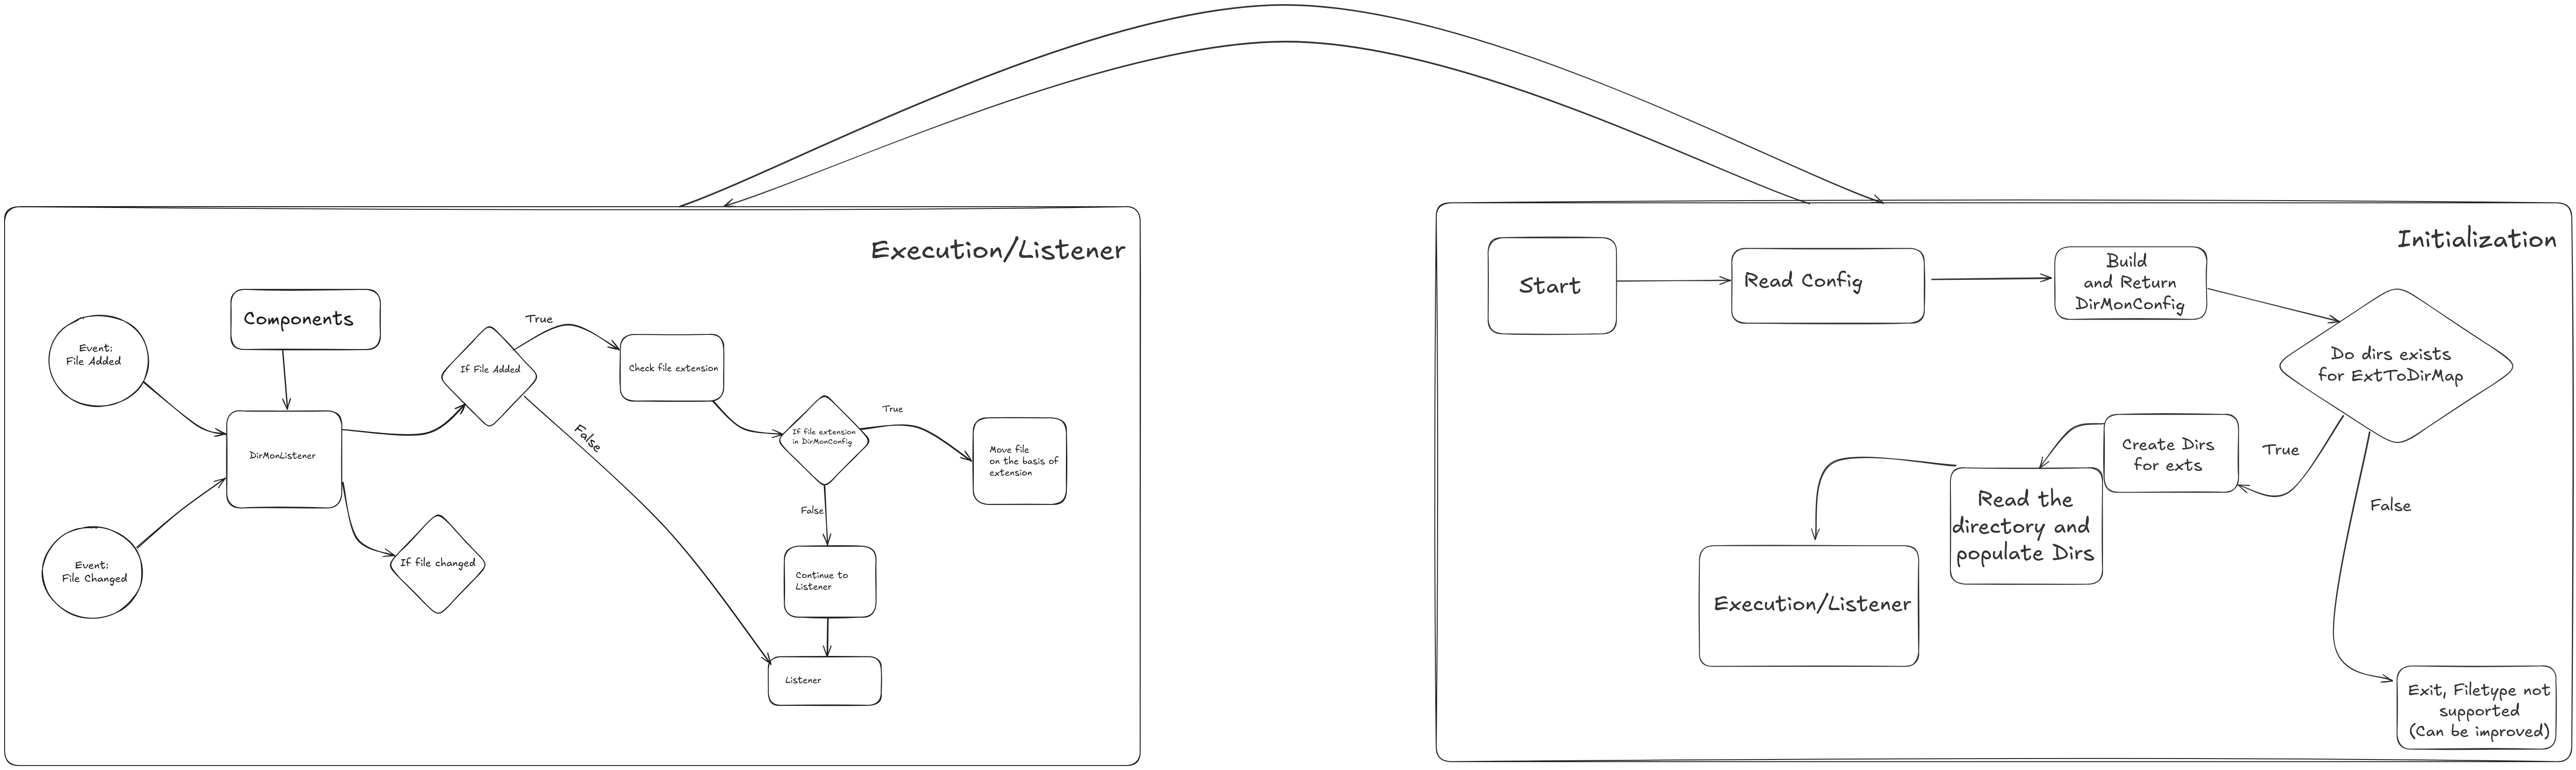 Execution/Listener
Components
Event:
File Added
DirMonListener
Event:
File Changed
If File Added
True
False
If file changed
Check file extension
If file extension
in DirMonConfig
True
False
Move file
on the basis of
extension
Continue to
Listener
Listener
Initialization
Start
Read Config
Build
and Return
DirMonConfig
Do dirs exists
for ExtToDirMap
True
False
Create Dirs
for exts
Read the
directory and
populate Dirs
Execution/Listener
Exit, Filetype not
supported
(Can be improved)